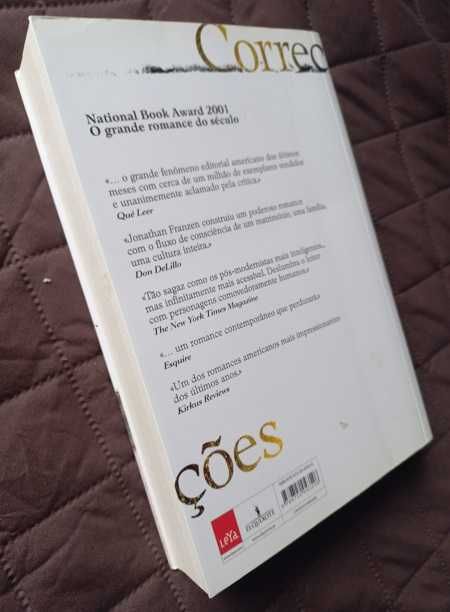 Correc
National Book Award 2001
O grande romance do século
«… o grande fenómeno editorial americano dos últimos
meses com cerca de um milhão de exemplares vendidos
e unanimemente aclamado pela crítica.»
Qué Leer
«Jonathan Franzen construiu um poderoso romance
com o fluxo de consciência de um matrimónio, uma família,
uma cultura inteira.»
Don DeLillo
«Tão sagaz como os pós-modernistas mais inteligentes,
mas infinitamente mais acessível. Deslumbra o leitor
com personagens comovedoramente humanos.»
The New York Times Magazine
«… um romance contemporâneo que perdurará.»
Esquire
«Um dos romances americanos mais impressionantes
dos últimos anos.»
Kirkus Reviews
ções
LeYa